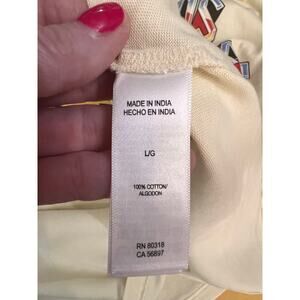 MADE IN INDIA
HECHO EN INDIA
L/G
100% COTTON/
ALGODON
RN 80318
CA 56897